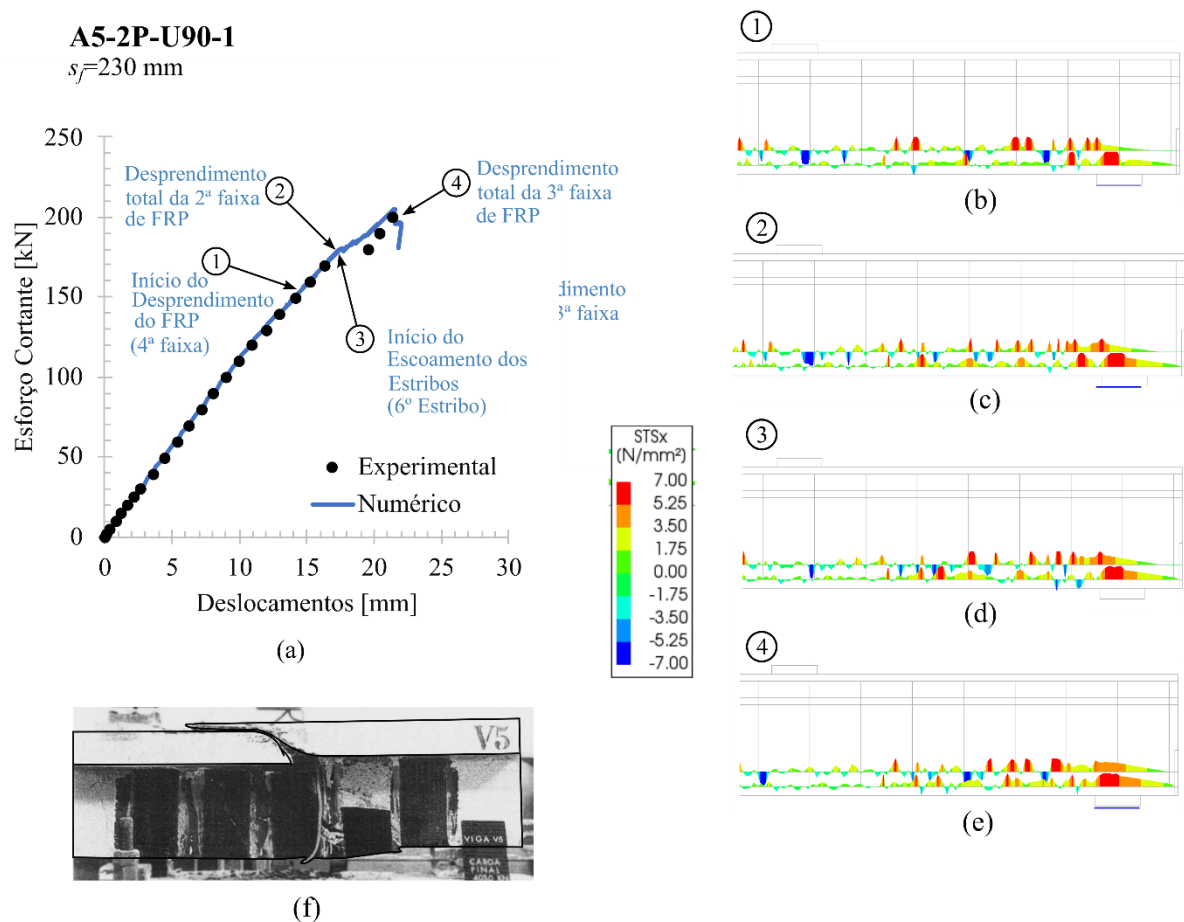 A5-2P-U90-1
sf=230 mm
250
200
150
100
50
0
Esforço Cortante [kN]
0
5
10
15
20
25
30
Deslocamentos [mm]
Desprendimento
total da 2ª faixa
de FRP
2
4
Desprendimento
total da 3ª faixa
de FRP
1
Início do
Desprendimento
do FRP
(4ª faixa)
3
Início do
Escoamento dos
Estribos
(6º Estribo)
Experimental
Numérico
(a)
dimento
3ª faixa
STSx
(N/mm²)
7.00
5.25
3.50
1.75
0.00
-1.75
-3.50
-5.25
-7.00
1
(b)
2
(c)
3
(d)
4
(e)
V5
VIGA V5
CARGA
FINAL
(f)